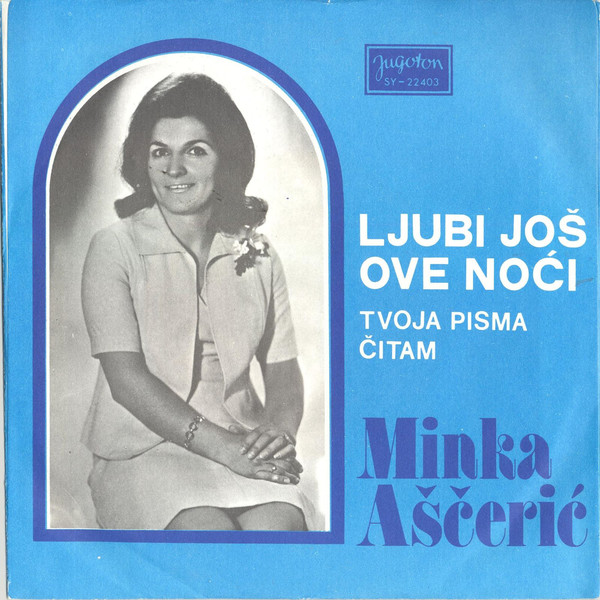 Jugoton
SY-22403
LJUBI JOŠ
OVE NOĆI
TVOJA PISMA
ČITAM
Minka
Aščerić